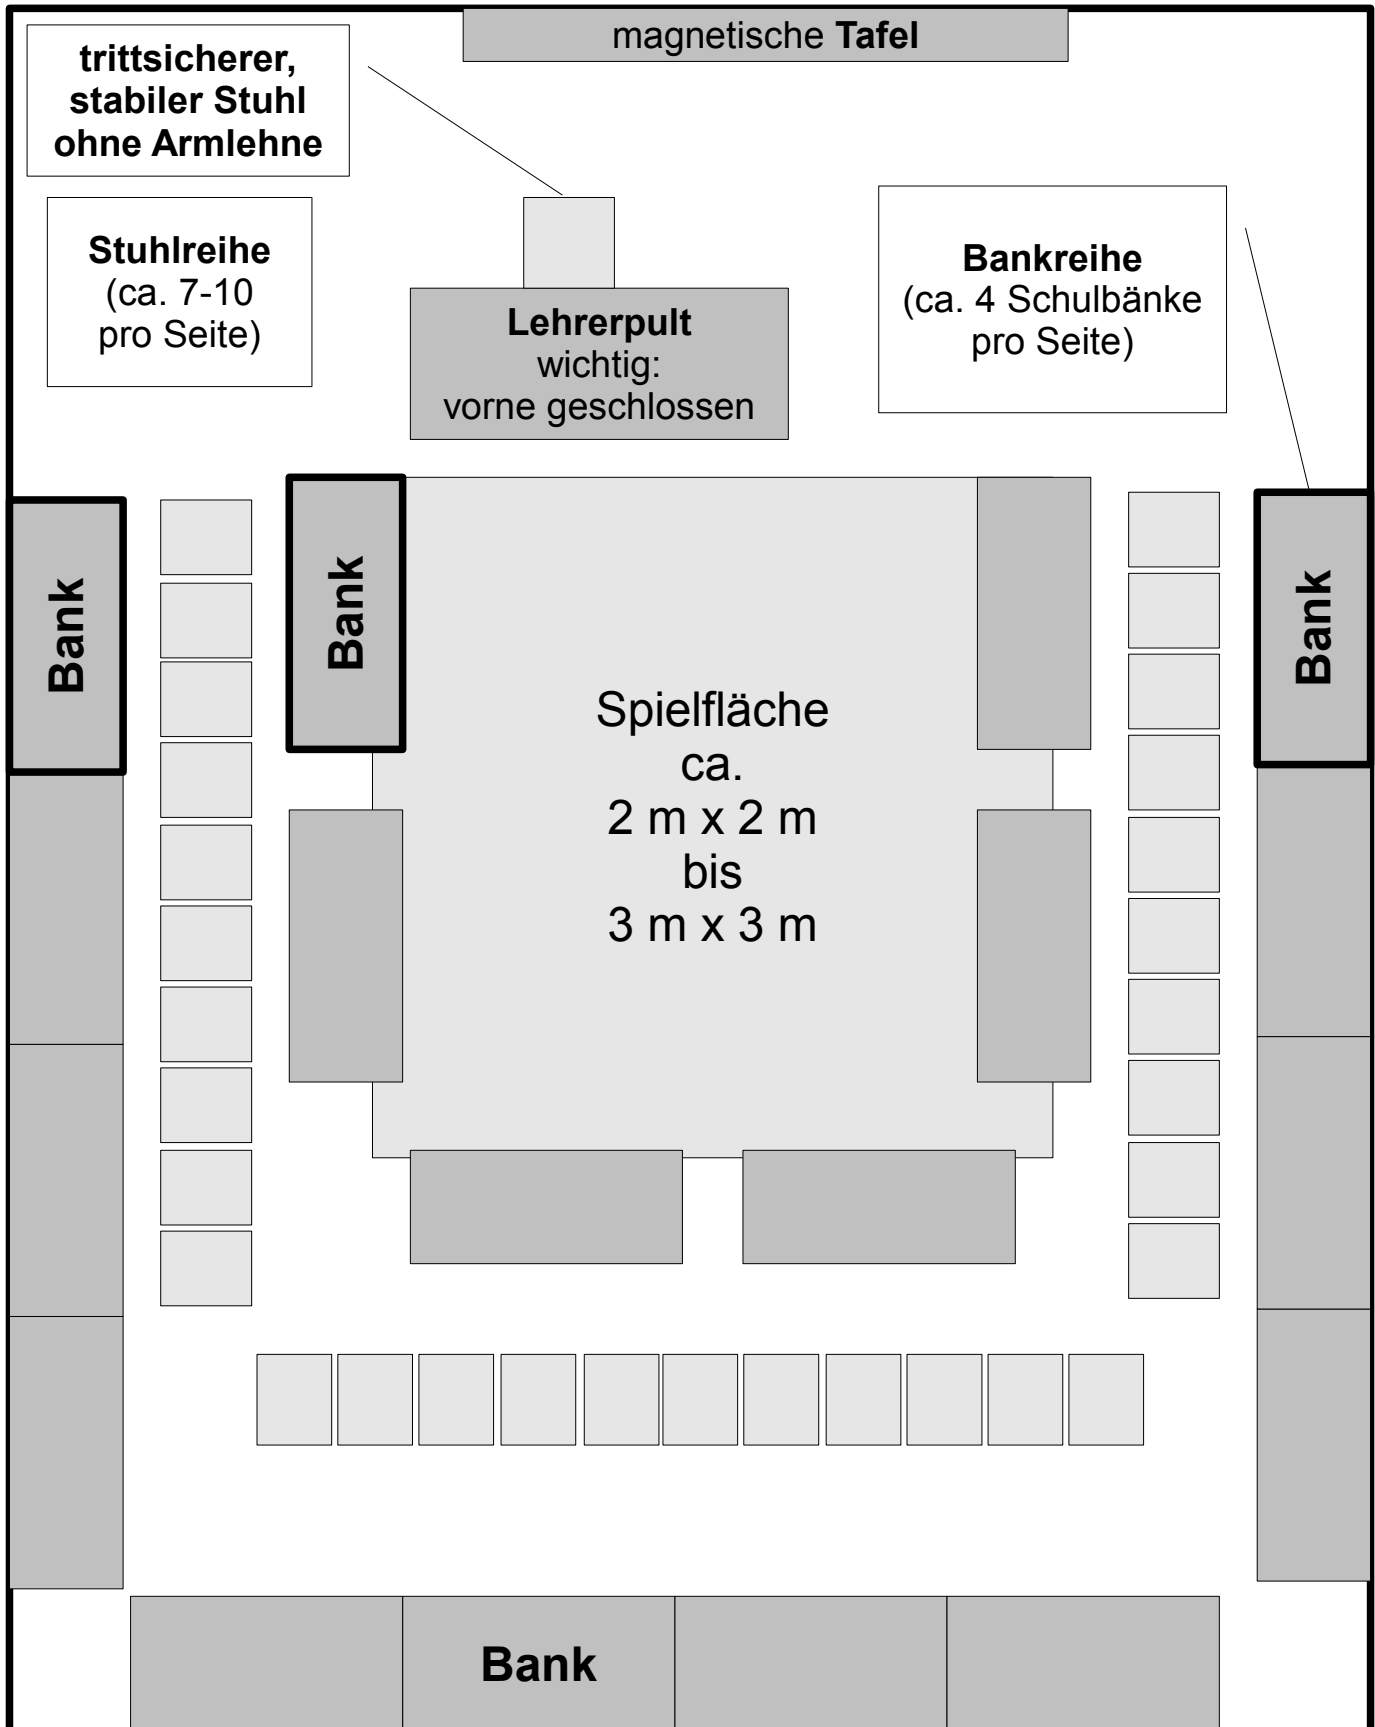 magnetische Tafel
trittsicherer,
stabiler Stuhl
ohne Armlehne
Stuhlreihe
(ca. 7-10
pro Seite)
Lehrerpult
wichtig:
vorne geschlossen
Bankreihe
(ca. 4 Schulbänke
pro Seite)
Bank
Bank
Bank
Spielfläche
ca.
2 m x 2 m
bis
3 m x 3 m
Bank